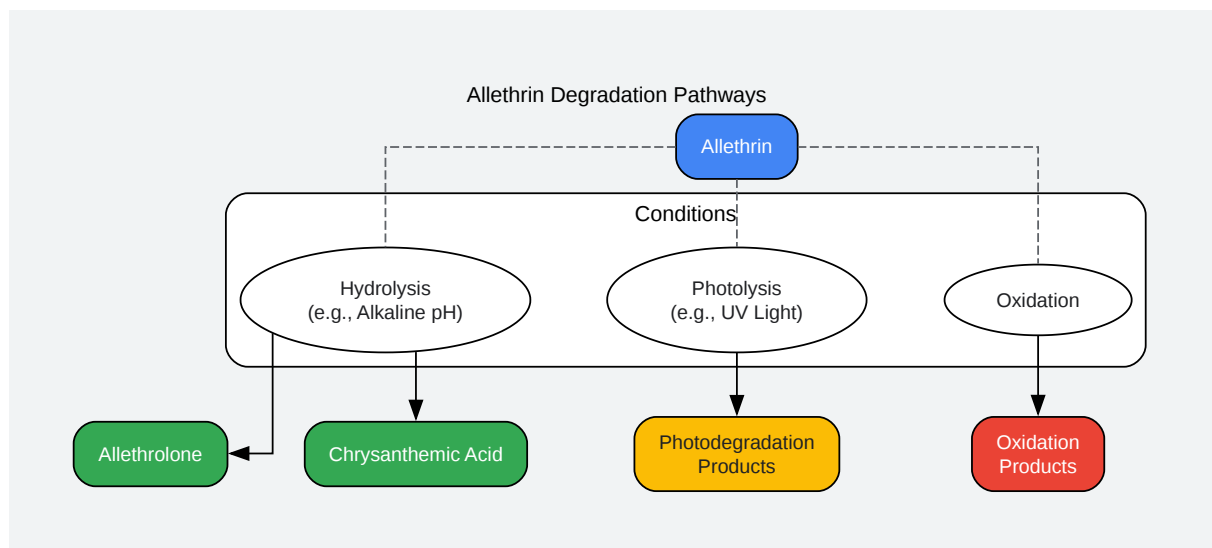 Allethrin Degradation Pathways
Allethrin
Conditions
Hydrolysis
(e.g., Alkaline pH)
Photolysis
(e.g., UV Light)
Oxidation
Allethrolone
Chrysanthemic Acid
Photodegradation
Products
Oxidation
Products